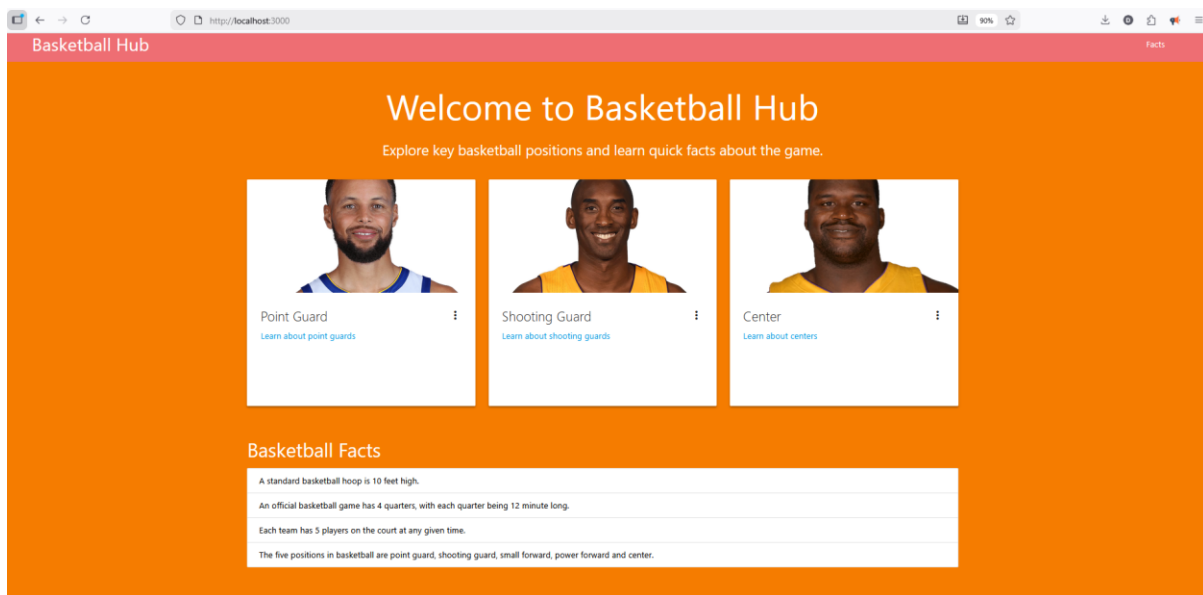 http://localhost:3000
90%
Basketball Hub
Facts
Welcome to Basketball Hub
Explore key basketball positions and learn quick facts about the game.
Point Guard
Learn about point guards
Shooting Guard
Learn about shooting guards
Center
Learn about centers
Basketball Facts
A standard basketball hoop is 10 feet high.
An official basketball game has 4 quarters, with each quarter being 12 minute long.
Each team has 5 players on the court at any given time.
The five positions in basketball are point guard, shooting guard, small forward, power forward and center.